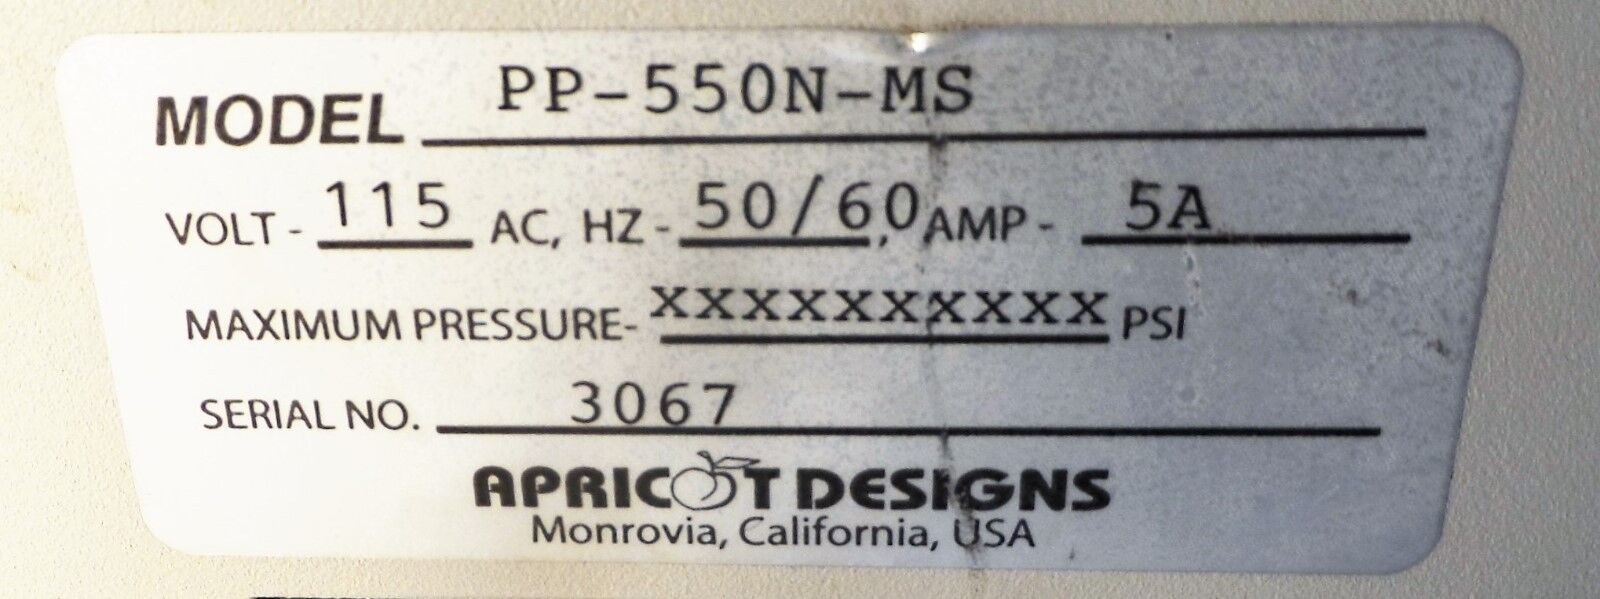 MODEL PP-550N-MS
VOLT - 115 AC, HZ - 50/60, AMP - 5A
MAXIMUM PRESSURE- XXXXXXXXXX PSI
SERIAL NO. 3067
APRICOT DESIGNS
Monrovia, California, USA